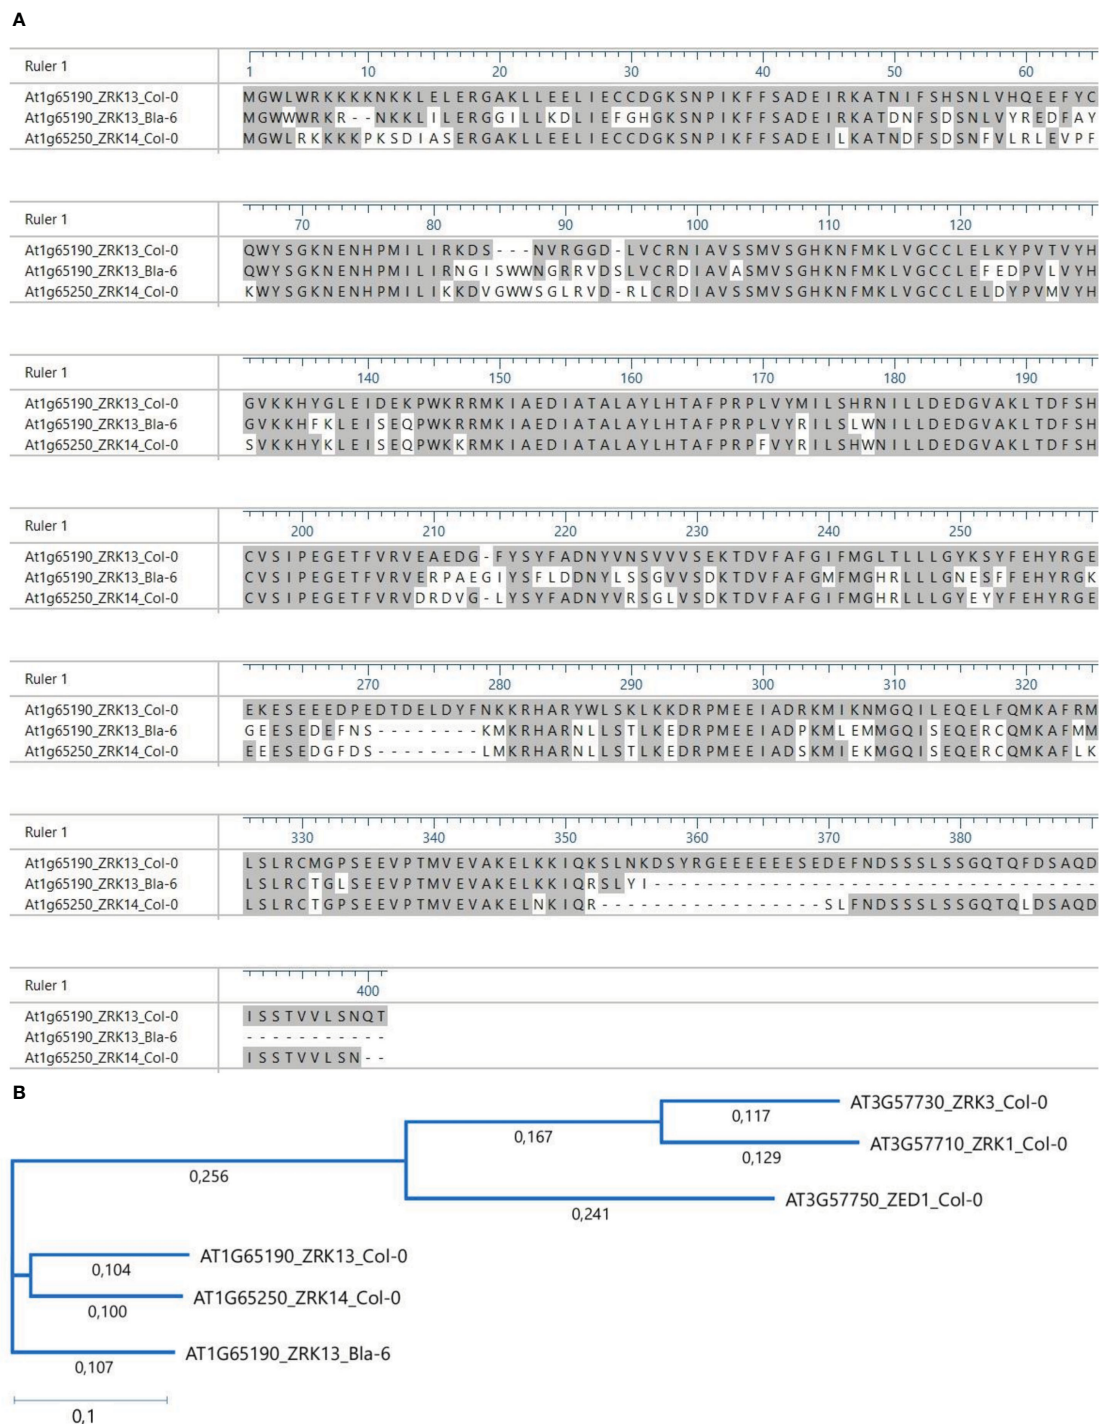 A
Ruler 1
1 10 20 30 40 50 60
At1g65190_ZRK13_Col-0 MGWLWRKKKKNKKLELERGAKLLEELIECCDGKSNPIKFFSADEIRKATNIFSHSNLVHQEEFYC
At1g65190_ZRK13_Bla-6 MGWWWRKR--NKKLILERGGILLKDLIEFGHGKSNPIKFFSADEIRKATDNFSDSNLVYREDFAY
At1g65250_ZRK14_Col-0 MGWLRKKKKPKSDIASERGAKLLEELIECCDGKSNPIKFFSADEILKATNDFSDSNFVLRLEVPF
Ruler 1
70 80 90 100 110 120
At1g65190_ZRK13_Col-0 QWYSGKNENHPMILIRKDS---NVRGGD-LVCRNIAVSSMVSGHKNFMKLVGCCLELKYPVTVYH
At1g65190_ZRK13_Bla-6 QWYSGKNENHPMILIRNGISWWNGRRVDSLVCRDIAVASMVSGHKNFMKLVGCCLEFEDPVLVYH
At1g65250_ZRK14_Col-0 KWYSGKNENHPMILIKKDVGWWSGLRVD-RLCRDIAVSSMVSGHKNFMKLVGCCLELDYPVMVYH
Ruler 1
140 150 160 170 180 190
At1g65190_ZRK13_Col-0 GVKKHYGLEIDEKPWKRRMKIAEDIATALAYLHTAFPRPLVYMILSHRNILLDEDGVAKLTDFSH
At1g65190_ZRK13_Bla-6 GVKKHFKLEISEQPWKRRMKIAEDIATALAYLHTAFPRPLVYRILSLWNILLDEDGVAKLTDFSH
At1g65250_ZRK14_Col-0 SVKKHYKLEISEQPWKKRMKIAEDIATALAYLHTAFPRPFVYRILSHWNILLDEDGVAKLTDFSH
Ruler 1
200 210 220 230 240 250
At1g65190_ZRK13_Col-0 CVSIPEGETFVRVEAEDG-FYSYFADNYVNSVVVSEKTDVFAFGIFMGLTLLLGYKSYFEHYRGE
At1g65190_ZRK13_Bla-6 CVSIPEGETFVRVERPAEGIYSFLDDNYLSSGVVSDKTDVFAFGMFMGHRLLLGNESFFEHYRGK
At1g65250_ZRK14_Col-0 CVSIPEGETFVRVDRDVG-LYSYFADNYVRSGLVSDKTDVFAFGIFMGHRLLLGYEYYFEHYRGE
Ruler 1
270 280 290 300 310 320
At1g65190_ZRK13_Col-0 EKESEEEDPEDTDELDYFNKKRHARYWLSKLKKDRPMEEIADRKMIKNMGQILEQELFQMKAFRM
At1g65190_ZRK13_Bla-6 GEESEDEFNS--------KMKRHARNLLSTLKEDRPMEEIADPKMLEMMGQISEQERCQMKAFMM
At1g65250_ZRK14_Col-0 EEESEDGFDS--------LMKRHARNLLSTLKEDRPMEEIADSKMIEKMGQISEQERCQMKAFLK
Ruler 1
330 340 350 360 370 380
At1g65190_ZRK13_Col-0 LSLRCMGPSEEVPTMVEVAKELKKIQKSLNKDSYRGEEEEEEESEDEFNDSSSLSSGQTQFDSAQD
At1g65190_ZRK13_Bla-6 LSLRCTGLSEEVPTMVEVAKELKKIQRSLYI----------------------------------
At1g65250_ZRK14_Col-0 LSLRCTGPSEEVPTMVEVAKELNKIQR-----------------SLFNDSSSLSSGQTQLDSAQD
Ruler 1
400
At1g65190_ZRK13_Col-0 ISSTVVLSNQT
At1g65190_ZRK13_Bla-6 -----------
At1g65250_ZRK14_Col-0 ISSTVVLSN--
B
AT3G57730_ZRK3_Col-0
0,117
0,167
AT3G57710_ZRK1_Col-0
0,129
0,256
AT3G57750_ZED1_Col-0
0,241
AT1G65190_ZRK13_Col-0
0,104
AT1G65250_ZRK14_Col-0
0,100
AT1G65190_ZRK13_Bla-6
0,107
0,1